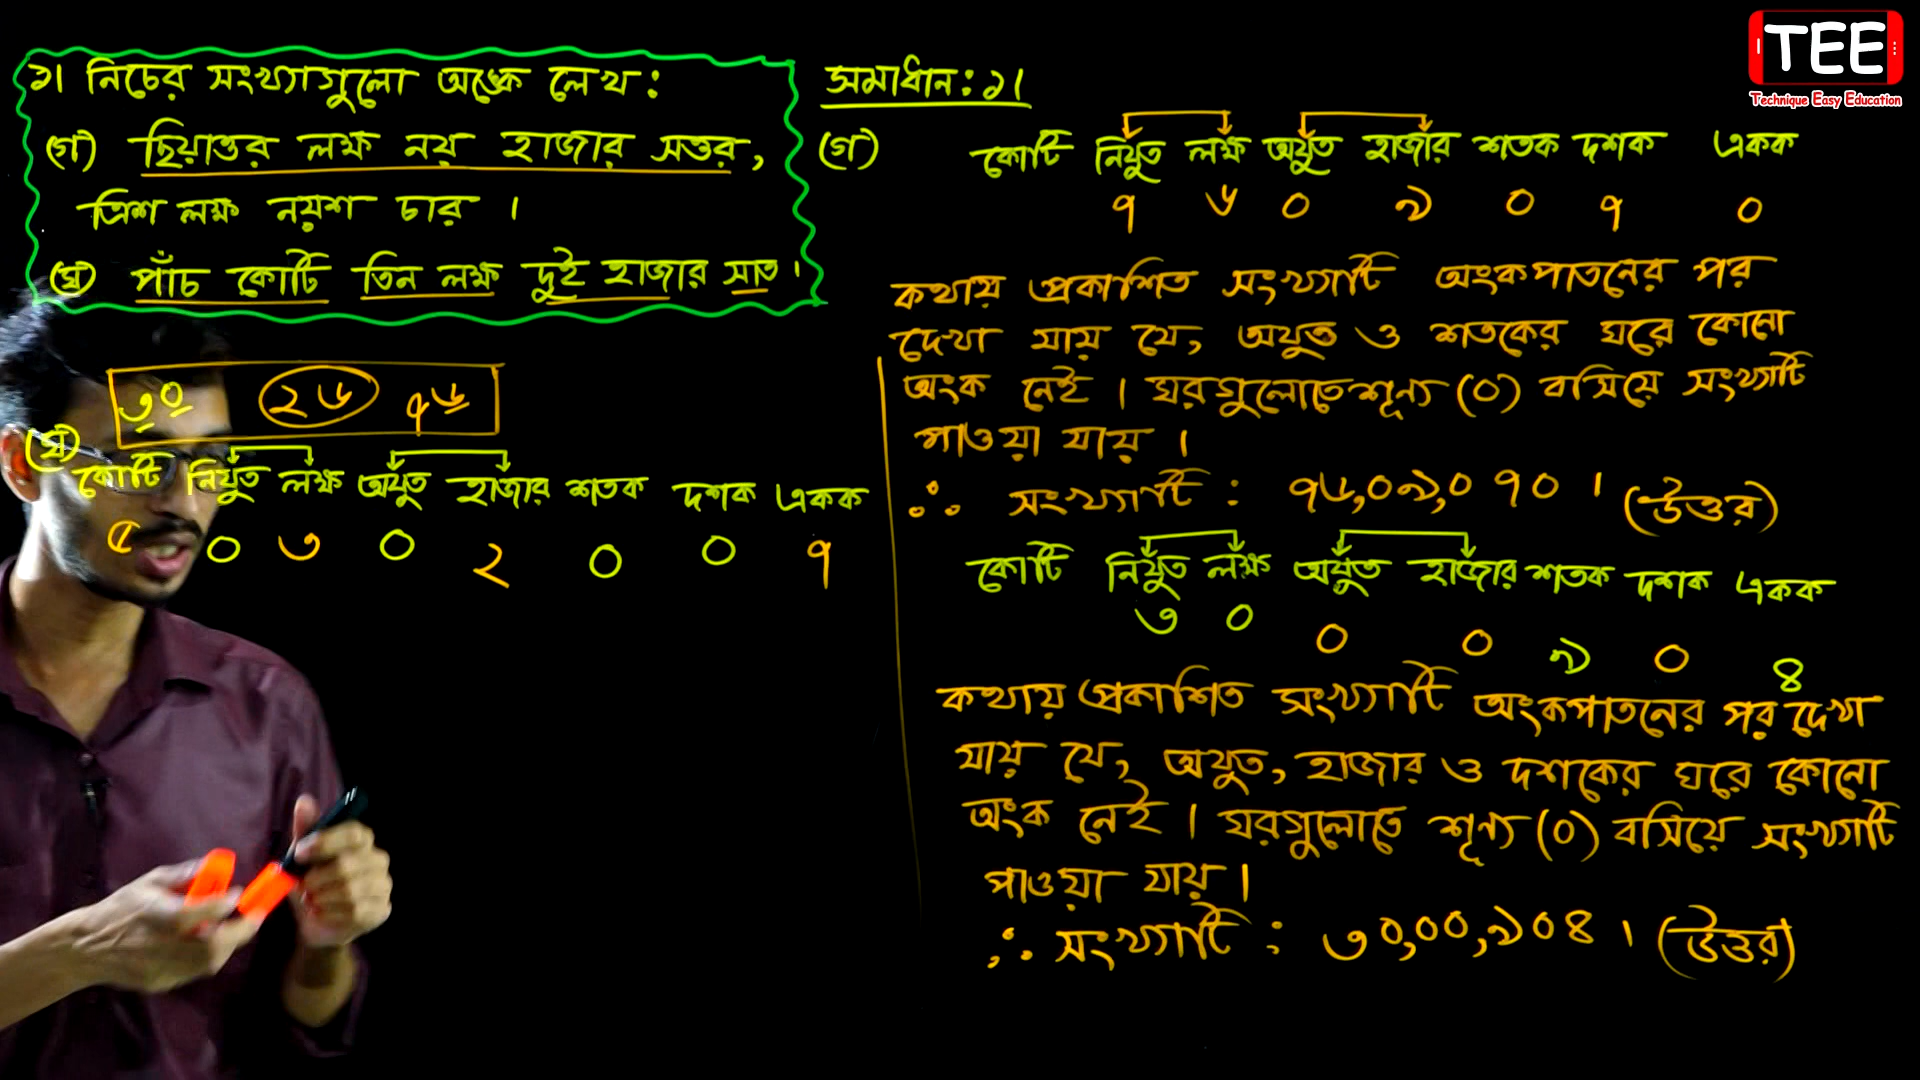 TEE
Technique Easy Education
১। নিচের সংখ্যাগুলো অঙ্কে লেখ:
(গ) ছিয়াত্তর লক্ষ নয় হাজার সত্তর,
ত্রিশ লক্ষ নয়শ চার।
(ঘ) পাঁচ কোটি তিন লক্ষ দুই হাজার সাত।
৩০ ২৬ ৭৬
(ঘ)
কোটি নিযুত লক্ষ অযুত হাজার শতক দশক একক
৫ ০ ৩ ০ ২ ০ ০ ৭
সমাধান: ১।
(গ) কোটি নিযুত লক্ষ অযুত হাজার শতক দশক একক
৭ ৬ ০ ৯ ০ ৭ ০
কথায় প্রকাশিত সংখ্যাটি অংকপাতনের পর
দেখা যায় যে, অযুত ও শতকের ঘরে কোনো
অংক নেই। ঘরগুলোতে শূন্য (০) বসিয়ে সংখ্যাটি
পাওয়া যায়।
∴ সংখ্যাটি: ৭৬,০৯,০৭০। (উত্তর)
কোটি নিযুত লক্ষ অযুত হাজার শতক দশক একক
৩ ০ ০ ০ ৯ ০ ৪
কথায় প্রকাশিত সংখ্যাটি অংকপাতনের পর দেখা
যায় যে, অযুত, হাজার ও দশকের ঘরে কোনো
অংক নেই। ঘরগুলোতে শূন্য (০) বসিয়ে সংখ্যাটি
পাওয়া যায়।
∴ সংখ্যাটি: ৩০,০০,৯০৪। (উত্তর)